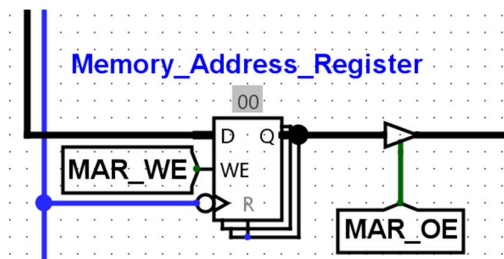 Memory_Address_Register
00
D Q
MAR_WE
WE
R
MAR_OE